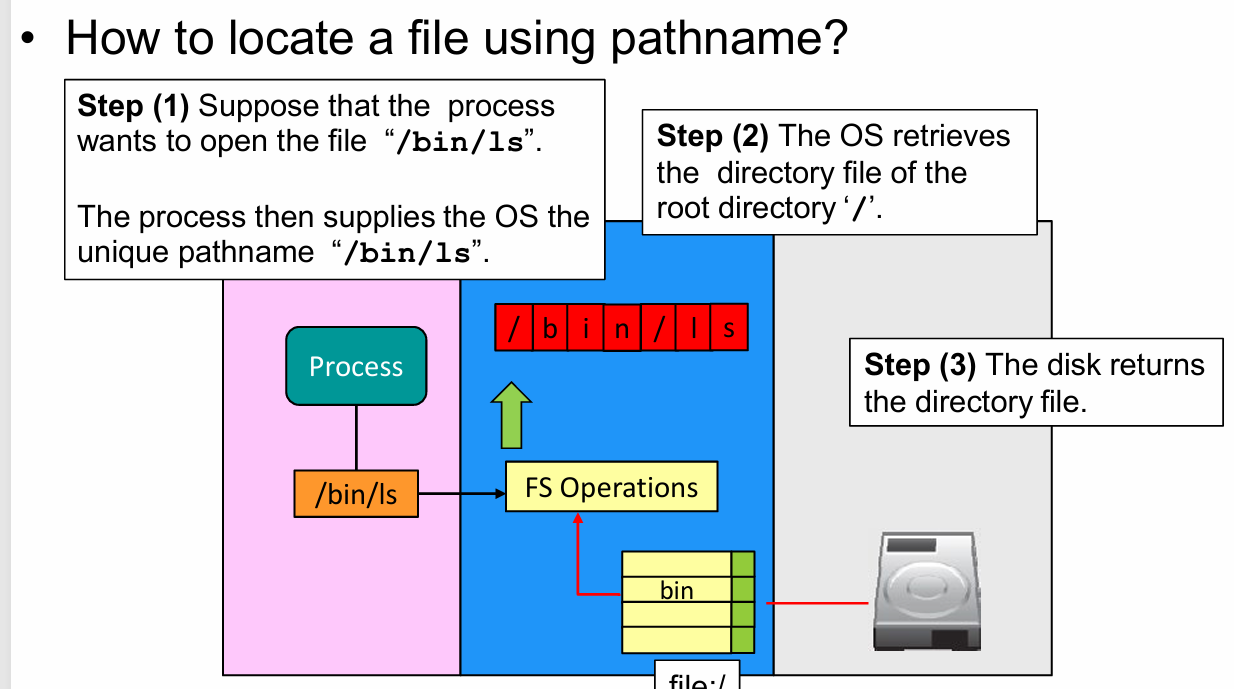 • How to locate a file using pathname?
Step (1) Suppose that the process
wants to open the file “/bin/ls”.
The process then supplies the OS the
unique pathname “/bin/ls”.
Step (2) The OS retrieves
the directory file of the
root directory ‘/’.
/ b i n / l s
Process
Step (3) The disk returns
the directory file.
/bin/ls
FS Operations
bin
file:/